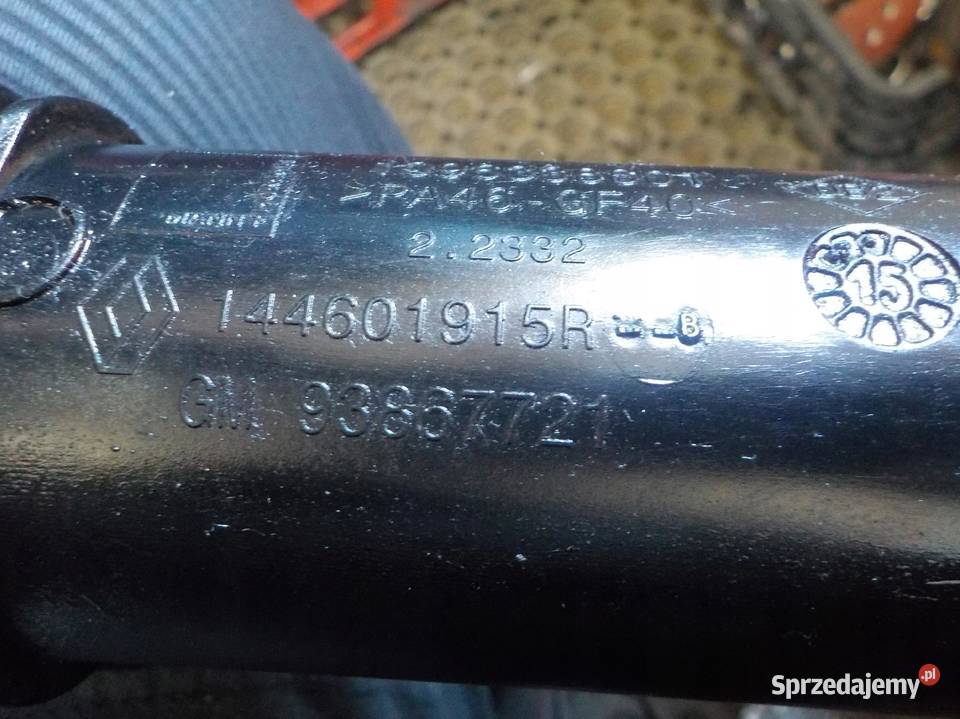 >PA46-GF40<
2.2332
144601915R B
GM 93867721
15
Sprzedajemy.pl